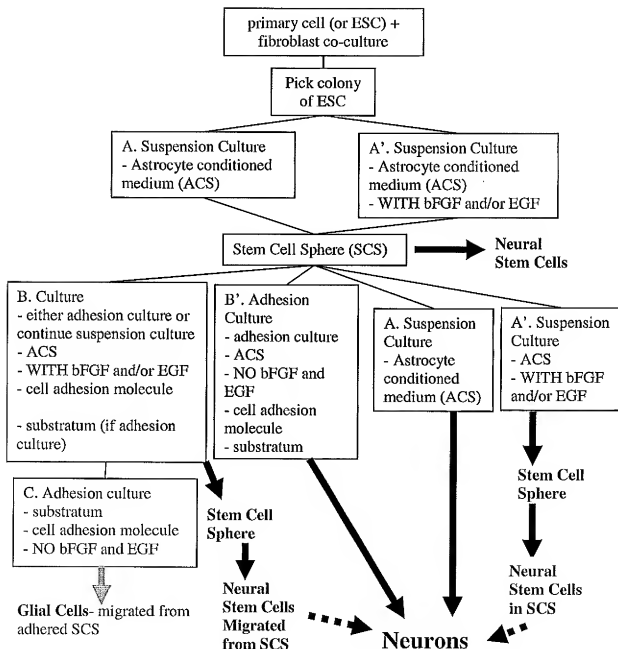 primary cell (or ESC) +
fibroblast co-culture
Pick colony
of ESC
A. Suspension Culture
- Astrocyte conditioned
medium (ACS)
A'. Suspension Culture
- Astrocyte conditioned
medium (ACS)
- WITH bFGF and/or EGF
Stem Cell Sphere (SCS)
Neural
Stem Cells
B. Culture
- either adhesion culture or
continue suspension culture
- ACS
- WITH bFGF and/or EGF
- cell adhesion molecule
- substratum (if adhesion
culture)
B'. Adhesion
Culture
- adhesion culture
- ACS
- NO bFGF and
EGF
- cell adhesion
molecule
- substratum
A. Suspension
Culture
- Astrocyte
conditioned
medium (ACS)
A'. Suspension
Culture
- ACS
- WITH bFGF
and/or EGF
C. Adhesion culture
- substratum
- cell adhesion molecule
- NO bFGF and EGF
Stem Cell
Sphere
Stem Cell
Sphere
Glial Cells- migrated from
adhered SCS
Neural
Stem Cells
Migrated
from SCS
Neural
Stem Cells
in SCS
Neurons